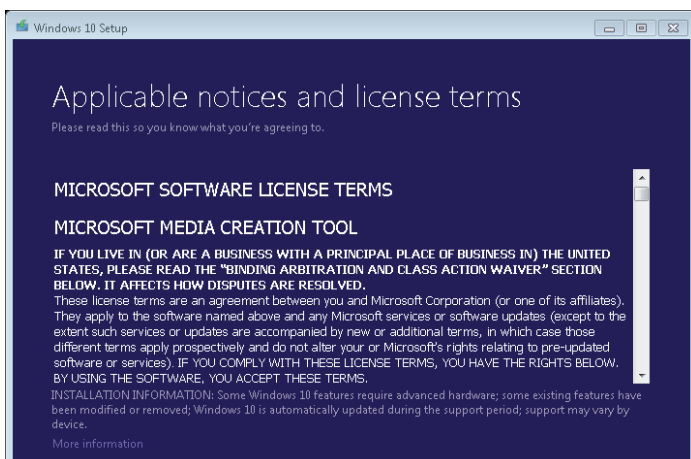 Windows 10 Setup
Applicable notices and license terms
Please read this so you know what you're agreeing to.
MICROSOFT SOFTWARE LICENSE TERMS
MICROSOFT MEDIA CREATION TOOL
IF YOU LIVE IN (OR ARE A BUSINESS WITH A PRINCIPAL PLACE OF BUSINESS IN) THE UNITED
STATES, PLEASE READ THE “BINDING ARBITRATION AND CLASS ACTION WAIVER” SECTION
BELOW. IT AFFECTS HOW DISPUTES ARE RESOLVED.
These license terms are an agreement between you and Microsoft Corporation (or one of its affiliates).
They apply to the software named above and any Microsoft services or software updates (except to the
extent such services or updates are accompanied by new or additional terms, in which case those
different terms apply prospectively and do not alter your or Microsoft’s rights relating to pre-updated
software or services). IF YOU COMPLY WITH THESE LICENSE TERMS, YOU HAVE THE RIGHTS BELOW.
BY USING THE SOFTWARE, YOU ACCEPT THESE TERMS.
INSTALLATION INFORMATION: Some Windows 10 features require advanced hardware; some existing features have
been modified or removed; Windows 10 is automatically updated during the support period; support may vary by
device.
More information